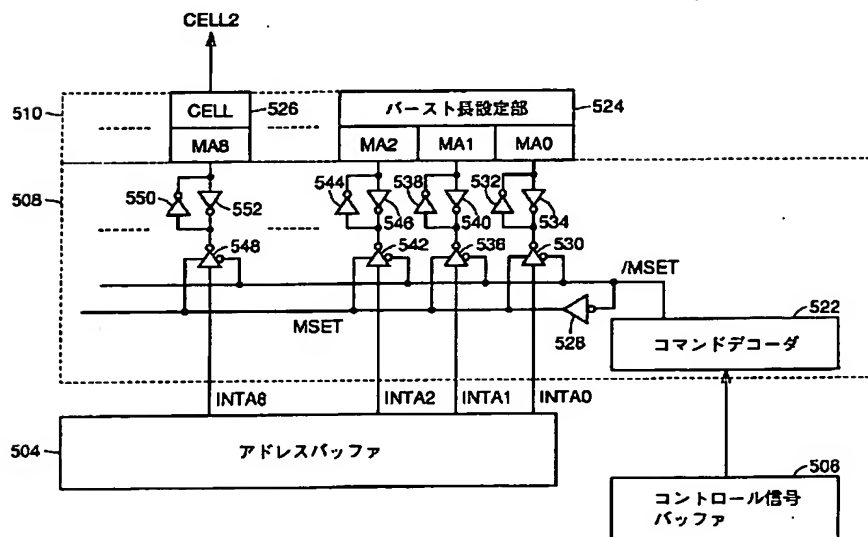 CELL2
510
CELL
526
バースト長設定部
524
MA8
MA2
MA1
MA0
508
550
552
544
546
538
540
532
534
548
542
536
530
/MSET
MSET
528
522
コマンドデコーダ
INTA8
INTA2
INTA1
INTA0
504
アドレスバッファ
506
コントロール信号
バッファ